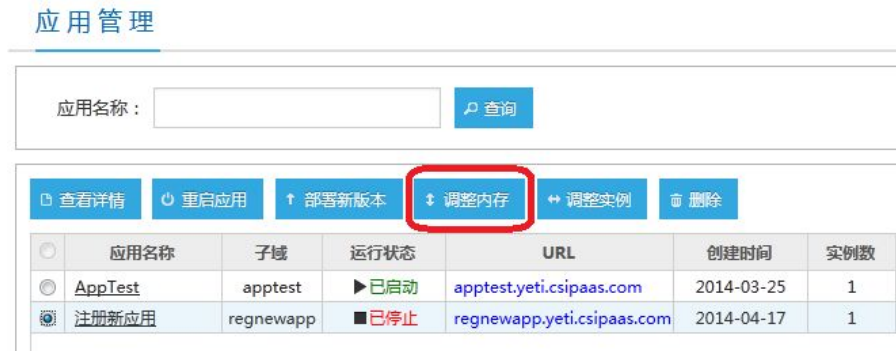 应用管理
应用名称： 查询
查看详情 重启应用 部署新版本 调整内存 调整实例 删除
应用名称 子域 运行状态 URL 创建时间 实例数
AppTest apptest 已启动 apptest.yeti.csipaas.com 2014-03-25 1
注册新应用 regnewapp 已停止 regnewapp.yeti.csipaas.com 2014-04-17 1